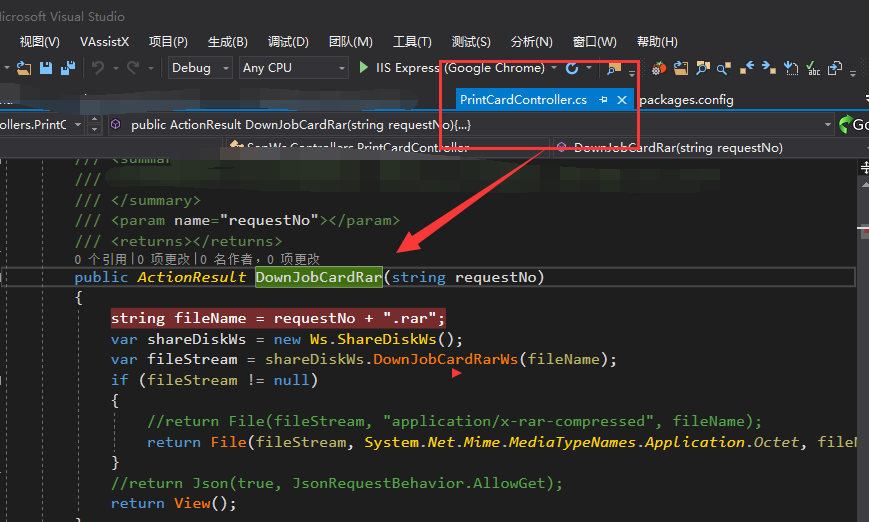 Microsoft Visual Studio
视图(V) VAssistX 项目(P) 生成(B) 调试(D) 团队(M) 工具(T) 测试(S) 分析(N) 窗口(W) 帮助(H)
Debug Any CPU IIS Express (Google Chrome)
PrintCardController.cs packages.config
ollers.PrintC public ActionResult DownJobCardRar(string requestNo){...} Go
Controllers.PrintCardController DownJobCardRar(string requestNo)
/// <summar
///
/// </summary>
/// <param name="requestNo"></param>
/// <returns></returns>
0 个引用|0 项更改|0 名作者，0 项更改
public ActionResult DownJobCardRar(string requestNo)
{
string fileName = requestNo + ".rar";
var shareDiskWs = new Ws.ShareDiskWs();
var fileStream = shareDiskWs.DownJobCardRarWs(fileName);
if (fileStream != null)
{
//return File(fileStream, "application/x-rar-compressed", fileName);
return File(fileStream, System.Net.Mime.MediaTypeNames.Application.Octet, fileN
}
//return Json(true, JsonRequestBehavior.AllowGet);
return View();